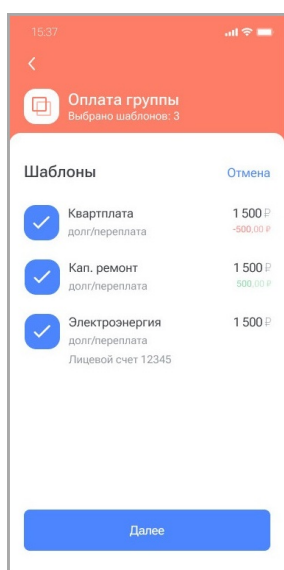 15:37
Оплата группы
Выбрано шаблонов: 3
Шаблоны Отмена
Квартплата 1 500 ₽
долг/переплата -500,00 ₽
Кап. ремонт 1 500 ₽
долг/переплата 500,00 ₽
Электроэнергия 1 500 ₽
долг/переплата
Лицевой счет 12345
Далее